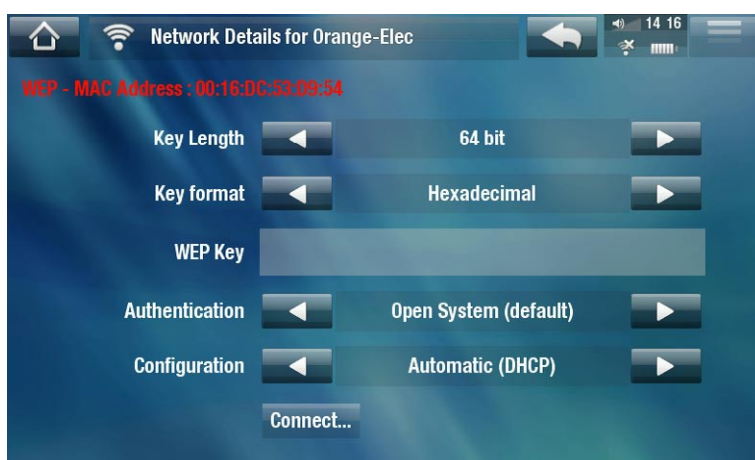 Network Details for Orange-Elec
14 16
WEP - MAC Address : 00:16:DC:53:D9:54
Key Length 64 bit
Key format Hexadecimal
WEP Key
Authentication Open System (default)
Configuration Automatic (DHCP)
Connect...